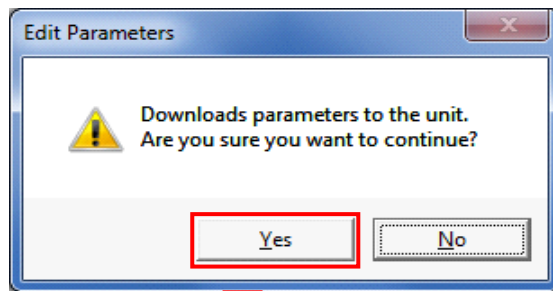 Edit Parameters
Downloads parameters to the unit.
Are you sure you want to continue?
Yes
No